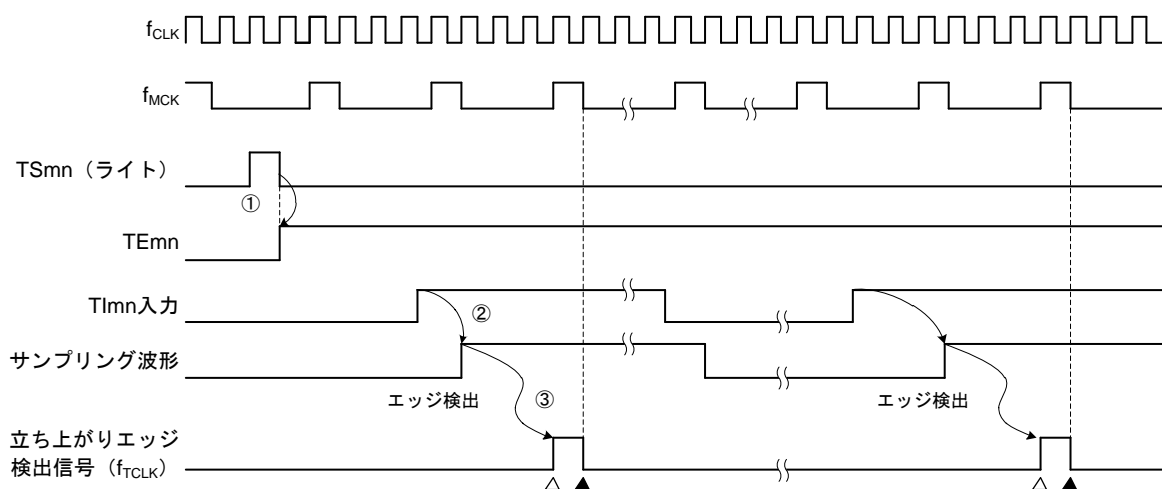 fCLK
fMCK
TSmn（ライト）
①
TEmn
TImn入力
②
サンプリング波形
エッジ検出
③
エッジ検出
立ち上がりエッジ
検出信号（fTCLK）